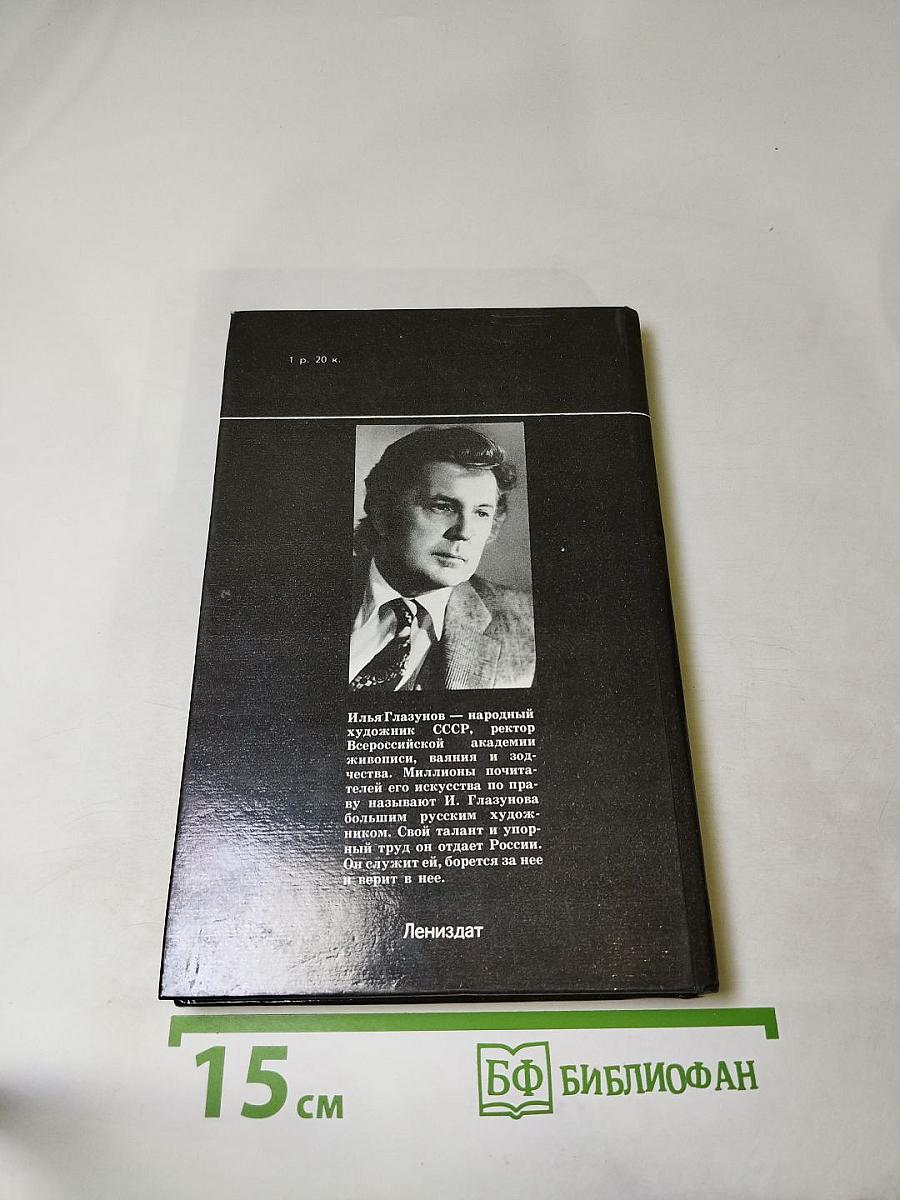 1 р. 20 к.
Илья Глазунов — народный
художник СССР, ректор
Всероссийской академии
живописи, ваяния и зод-
чества. Миллионы почита-
телей его искусства по пра-
ву называют И. Глазунова
большим русским худож-
ником. Свой талант и упор-
ный труд он отдает России.
Он служит ей, борется за нее
и верит в нее.
Лениздат
15 см
БФ БИБЛИОФАН